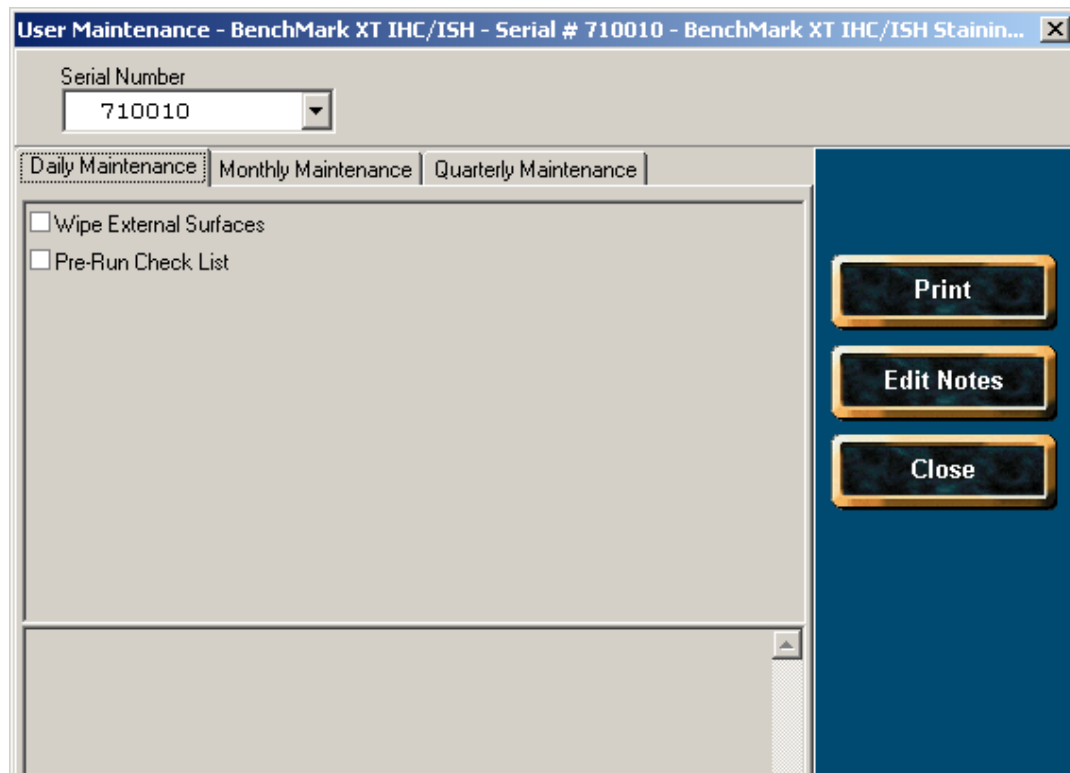 User Maintenance - BenchMark XT IHC/ISH - Serial # 710010 - BenchMark XT IHC/ISH Stainin...
Serial Number
710010
Daily Maintenance Monthly Maintenance Quarterly Maintenance
Wipe External Surfaces
Pre-Run Check List
Print
Edit Notes
Close